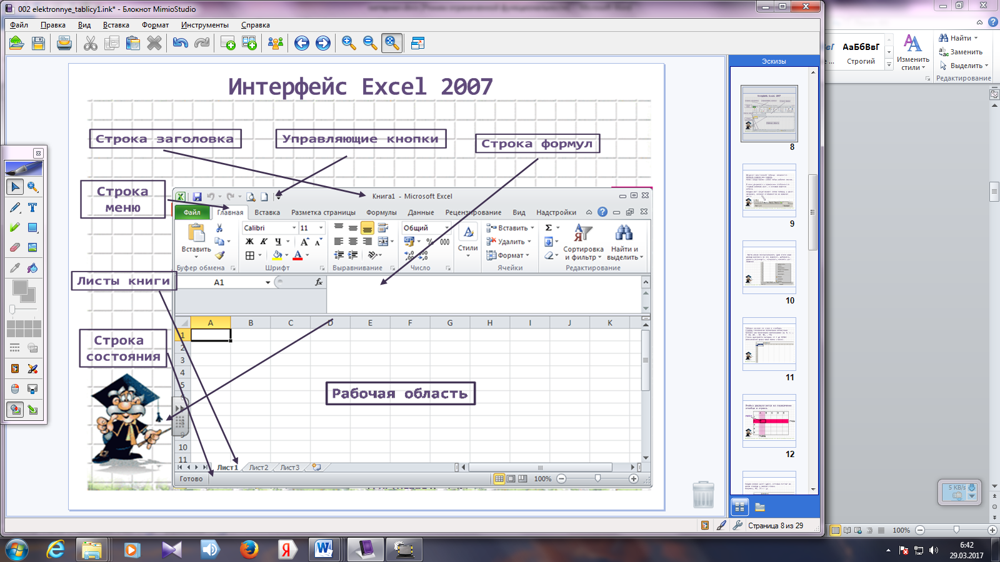 002 elektronnye_tablicy1.ink* - Блокнот MimioStudio
Файл Правка Вид Вставка Формат Инструменты Справка
Интерфейс Excel 2007
Строка заголовка
Управляющие кнопки
Строка формул
Строка
меню
Листы книги
Строка
состояния
Рабочая область
Книга1 - Microsoft Excel
Файл Главная Вставка Разметка страницы Формулы Данные Рецензирование Вид Надстройки
Вставить
Буфер обмена
Calibri 11
Ж К Ч A A
A
Шрифт
Выравнивание
Общий
% 000
Число
Стили
Вставить
Удалить
Формат
Ячейки
Σ
Сортировка
и фильтр
Найти и
выделить
Редактирование
A1 fx
A B C D E F G H I J K
1
2
3
4
5
9
10
11
Лист1 Лист2 Лист3
Готово 100%
Эскизы
8
9
10
11
12
Страница 8 из 29
АаБбВвГ
Строгий
Изменить
стили
Найти
Заменить
Выделить
Редактирование
5 KB/s
100%
6:42
29.03.2017